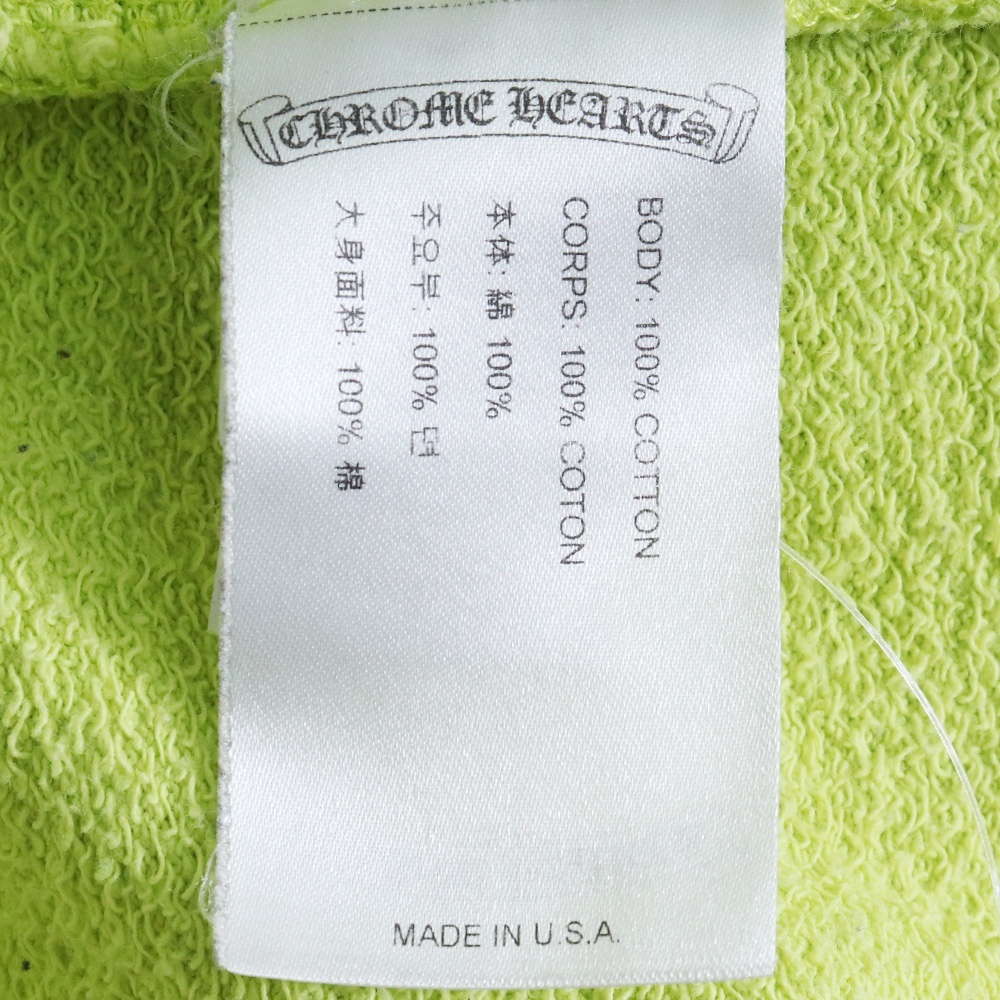 CHROME HEARTS
BODY: 100% COTTON
CORPS: 100% COTON
本体: 綿 100%
주요부: 100% 면
大身面料: 100% 棉
MADE IN U.S.A.